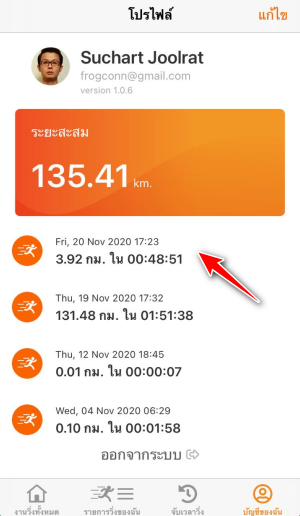 โปรไฟล์
แก้ไข
Suchart Joolrat
frogconn@gmail.com
version 1.0.6
ระยะสะสม
135.41 km.
Fri, 20 Nov 2020 17:23
3.92 กม. ใน 00:48:51
Thu, 19 Nov 2020 17:32
131.48 กม. ใน 01:51:38
Thu, 12 Nov 2020 18:45
0.01 กม. ใน 00:00:07
Wed, 04 Nov 2020 06:29
0.10 กม. ใน 00:01:58
ออกจากระบบ
งานวิ่งทั้งหมด
รายการวิ่งของฉัน
จับเวลาวิ่ง
บัญชีของฉัน